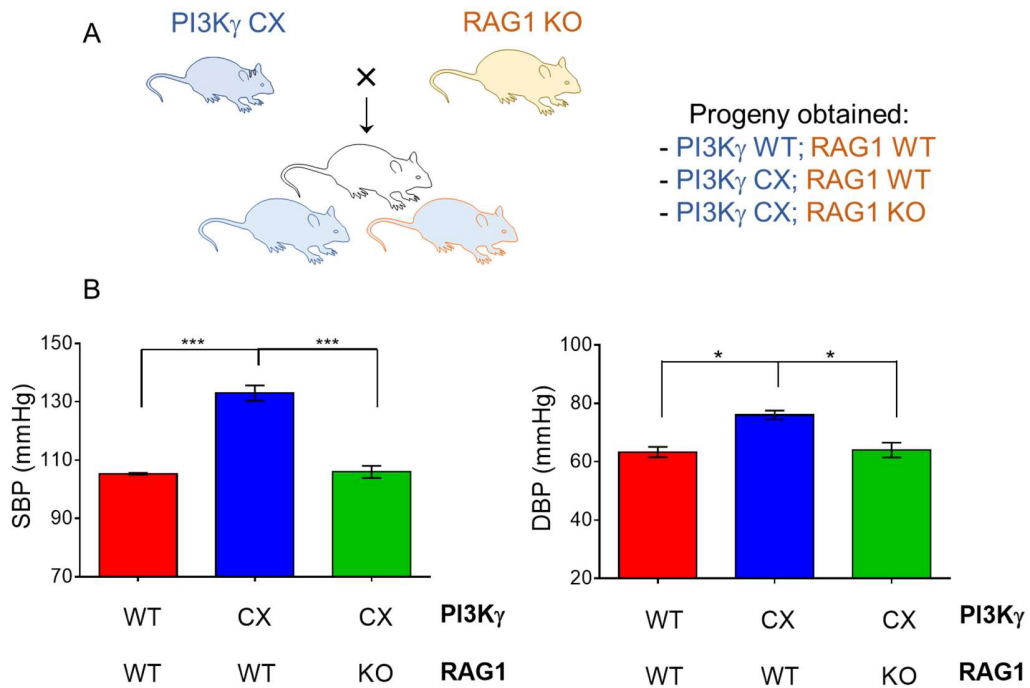 A
PI3Kγ CX
RAG1 KO
×
Progeny obtained:
- PI3Kγ WT; RAG1 WT
- PI3Kγ CX; RAG1 WT
- PI3Kγ CX; RAG1 KO
B
SBP (mmHg)
150
130
110
90
70
***
***
WT
CX
CX
PI3Kγ
WT
WT
KO
RAG1
DBP (mmHg)
100
80
60
40
20
*
*
WT
CX
CX
PI3Kγ
WT
WT
KO
RAG1